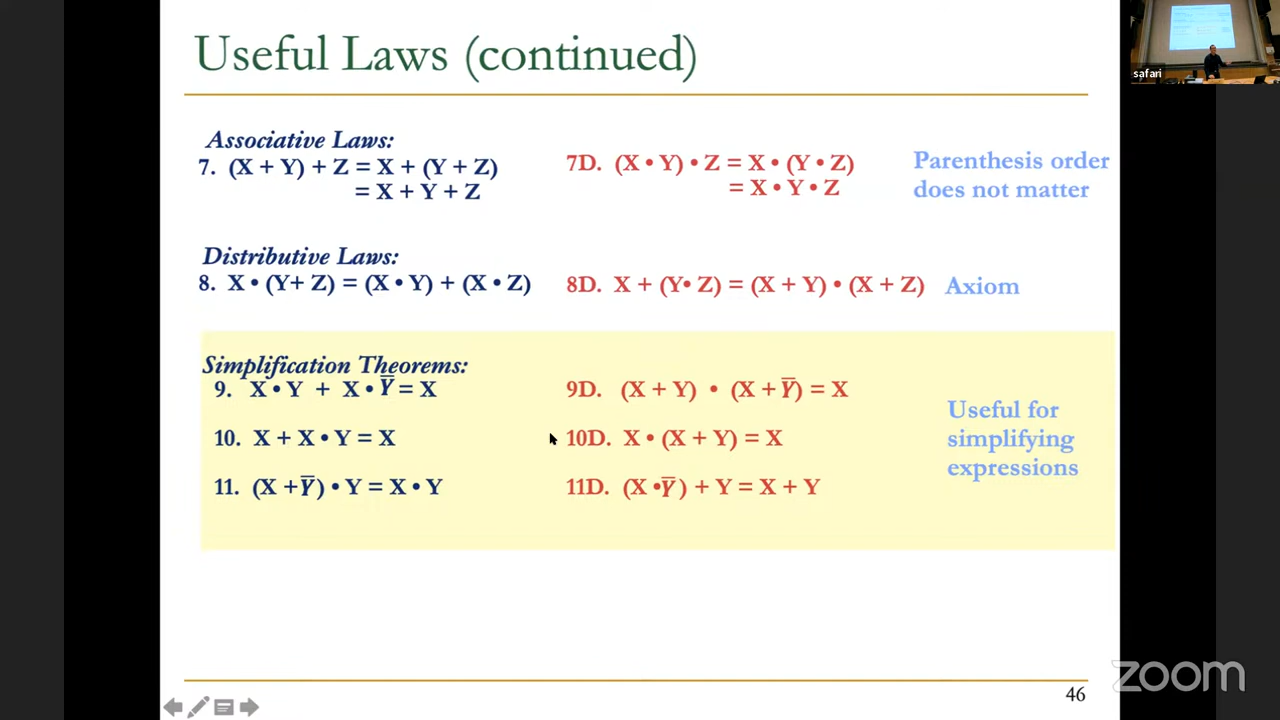 Useful Laws (continued)
safari
Associative Laws:
7. (X + Y) + Z = X + (Y + Z)
= X + Y + Z
7D. (X • Y) • Z = X • (Y • Z)
= X • Y • Z
Parenthesis order
does not matter
Distributive Laws:
8. X • (Y+ Z) = (X • Y) + (X • Z)
8D. X + (Y• Z) = (X + Y) • (X + Z)
Axiom
Simplification Theorems:
9. X • Y + X • Y̅ = X
9D. (X + Y) • (X + Y̅) = X
10. X + X • Y = X
10D. X • (X + Y) = X
11. (X +Y̅) • Y = X • Y
11D. (X •Y̅) + Y = X + Y
Useful for
simplifying
expressions
46
zoom